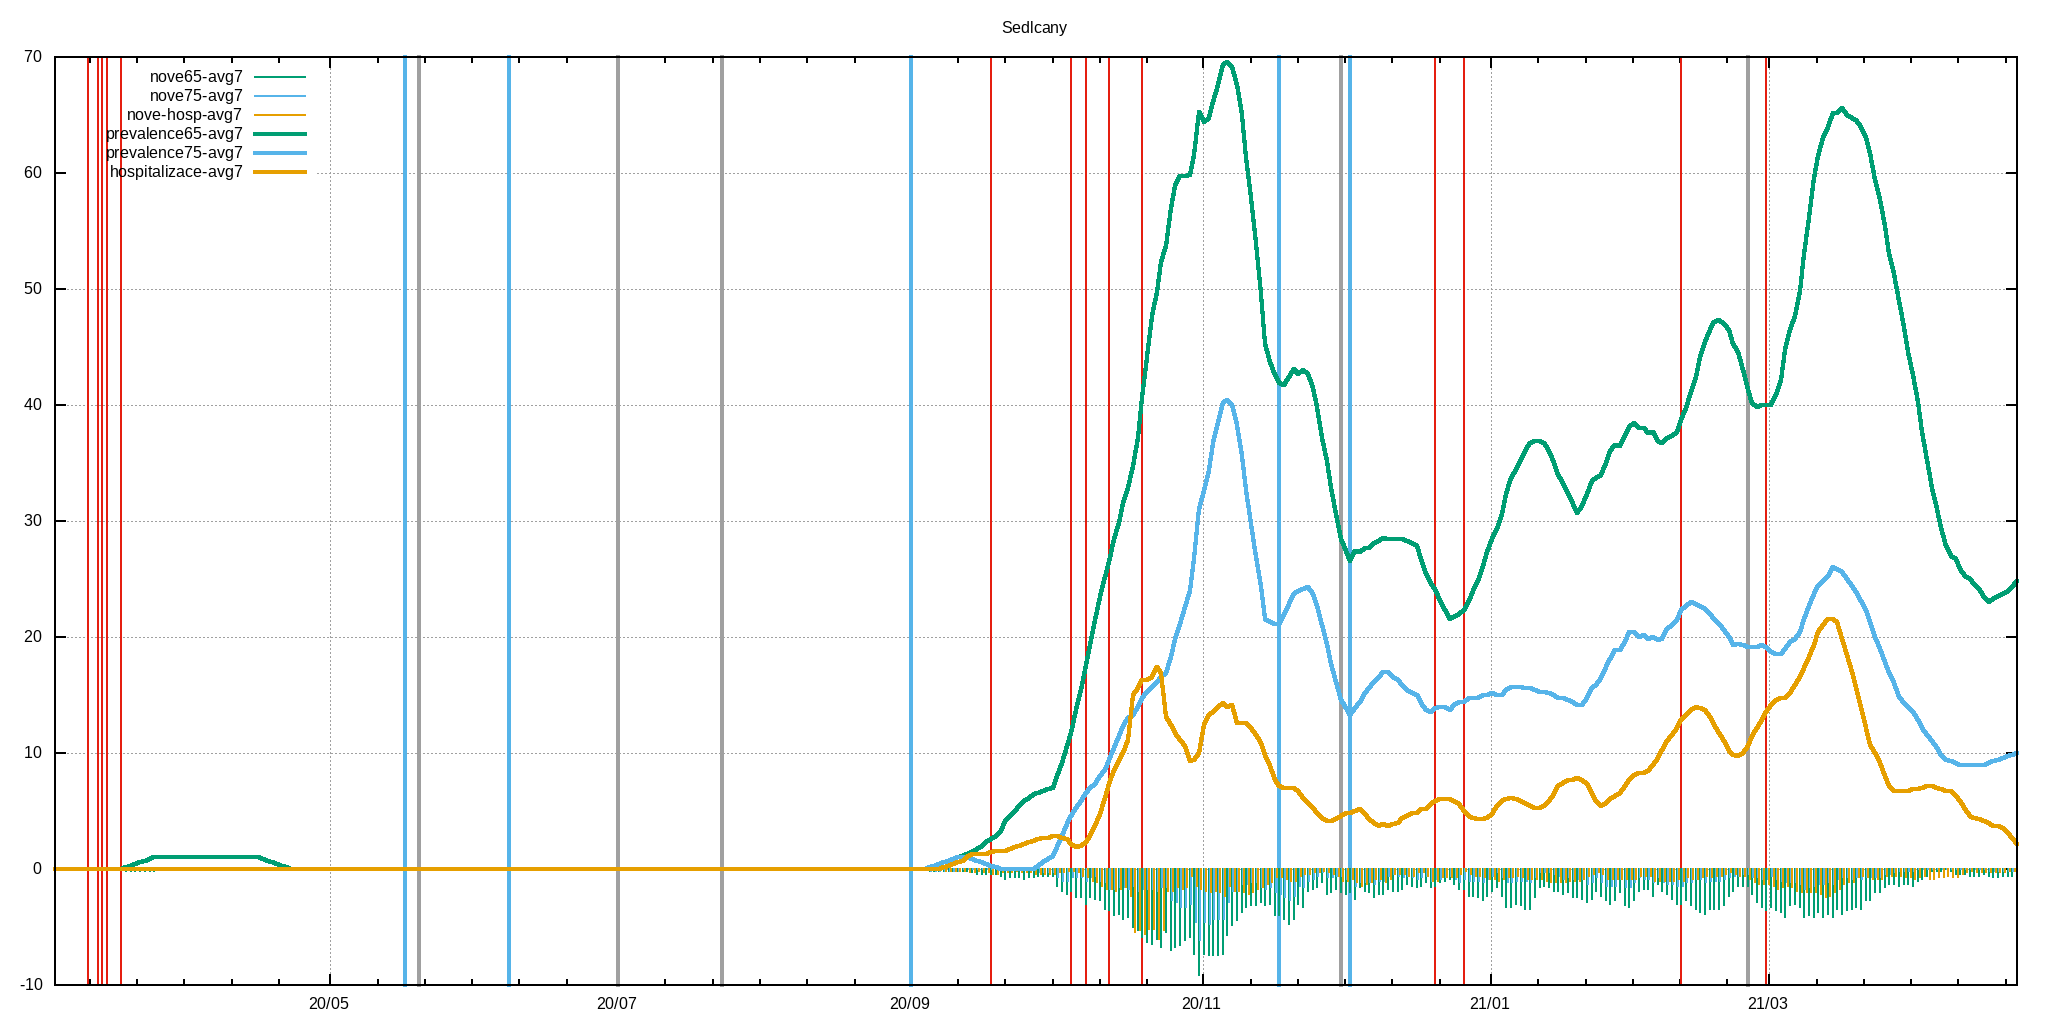 Sedlcany
70
60
50
40
30
20
10
0
-10
nove65-avg7
nove75-avg7
nove-hosp-avg7
prevalence65-avg7
prevalence75-avg7
hospitalizace-avg7
20/05 20/07 20/09 20/11 21/01 21/03